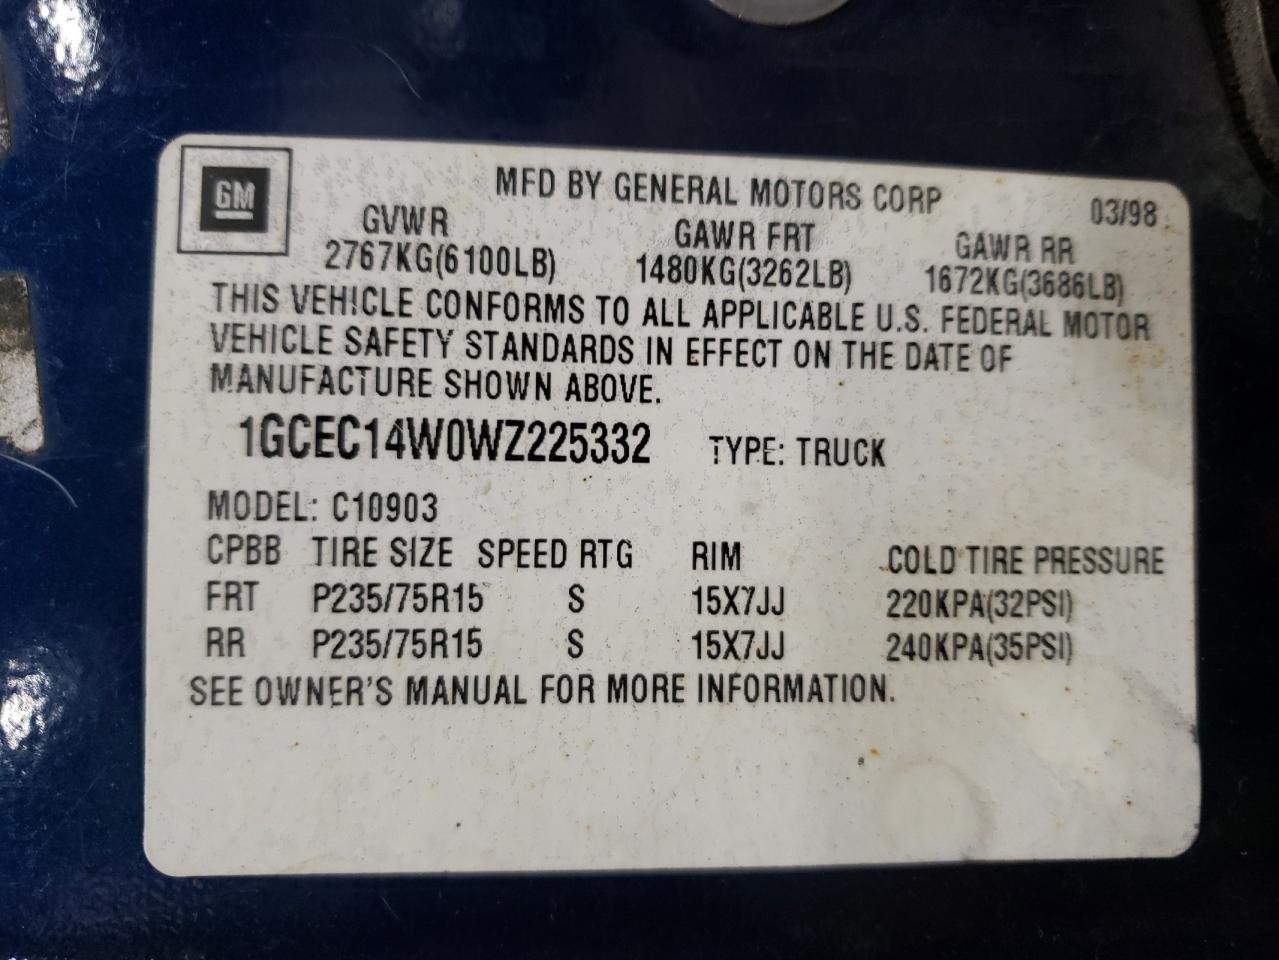 GM
MFD BY GENERAL MOTORS CORP 03/98
GVWR GAWR FRT GAWR RR
2767KG(6100LB) 1480KG(3262LB) 1672KG(3686LB)
THIS VEHICLE CONFORMS TO ALL APPLICABLE U.S. FEDERAL MOTOR
VEHICLE SAFETY STANDARDS IN EFFECT ON THE DATE OF
MANUFACTURE SHOWN ABOVE.
1GCEC14W0WZ225332 TYPE: TRUCK
MODEL: C10903
CPBB TIRE SIZE SPEED RTG RIM COLD TIRE PRESSURE
FRT P235/75R15 S 15X7JJ 220KPA(32PSI)
RR P235/75R15 S 15X7JJ 240KPA(35PSI)
SEE OWNER'S MANUAL FOR MORE INFORMATION.